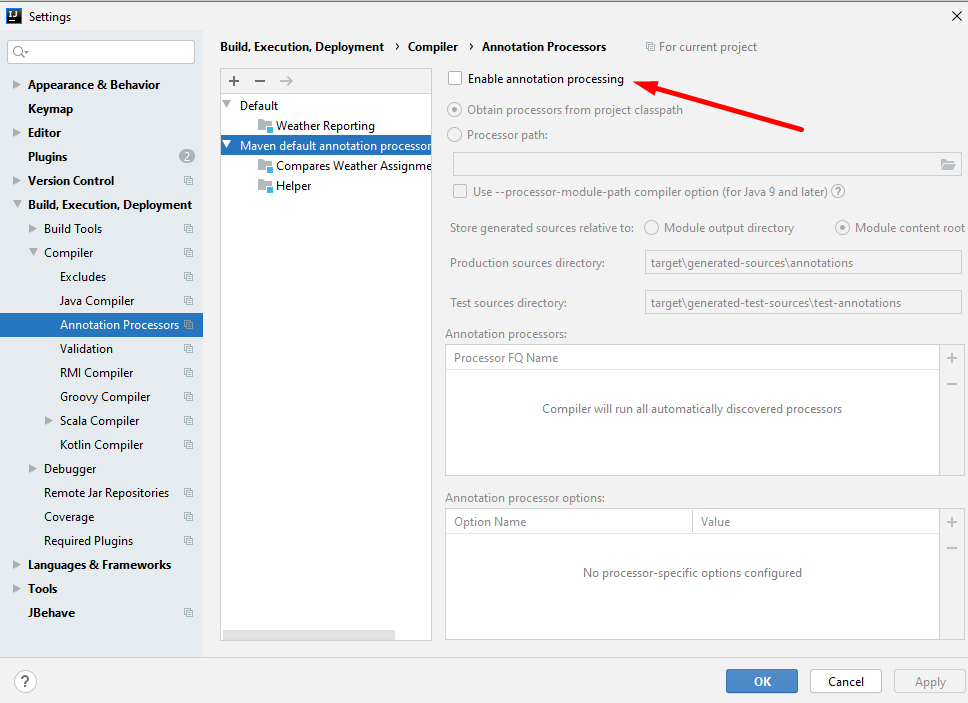 Settings
Appearance & Behavior
Keymap
Editor
Plugins 2
Version Control
Build, Execution, Deployment
Build Tools
Compiler
Excludes
Java Compiler
Annotation Processors
Validation
RMI Compiler
Groovy Compiler
Scala Compiler
Kotlin Compiler
Debugger
Remote Jar Repositories
Coverage
Required Plugins
Languages & Frameworks
Tools
JBehave
Build, Execution, Deployment › Compiler › Annotation Processors For current project
Default
Weather Reporting
Maven default annotation processor
Compares Weather Assignme
Helper
Enable annotation processing
Obtain processors from project classpath
Processor path:
Use --processor-module-path compiler option (for Java 9 and later) ?
Store generated sources relative to: Module output directory Module content root
Production sources directory: target\generated-sources\annotations
Test sources directory: target\generated-test-sources\test-annotations
Annotation processors:
Processor FQ Name
Compiler will run all automatically discovered processors
Annotation processor options:
Option Name Value
No processor-specific options configured
? OK Cancel Apply